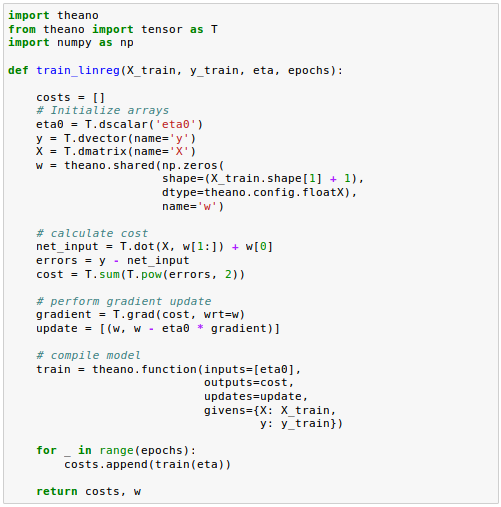 import theano
from theano import tensor as T
import numpy as np

def train_linreg(X_train, y_train, eta, epochs):

    costs = []
    # Initialize arrays
    eta0 = T.dscalar('eta0')
    y = T.dvector(name='y')
    X = T.dmatrix(name='X')
    w = theano.shared(np.zeros(
                      shape=(X_train.shape[1] + 1),
                      dtype=theano.config.floatX),
                      name='w')

    # calculate cost
    net_input = T.dot(X, w[1:]) + w[0]
    errors = y - net_input
    cost = T.sum(T.pow(errors, 2))

    # perform gradient update
    gradient = T.grad(cost, wrt=w)
    update = [(w, w - eta0 * gradient)]

    # compile model
    train = theano.function(inputs=[eta0],
                            outputs=cost,
                            updates=update,
                            givens={X: X_train,
                                    y: y_train})

    for _ in range(epochs):
        costs.append(train(eta))

    return costs, w